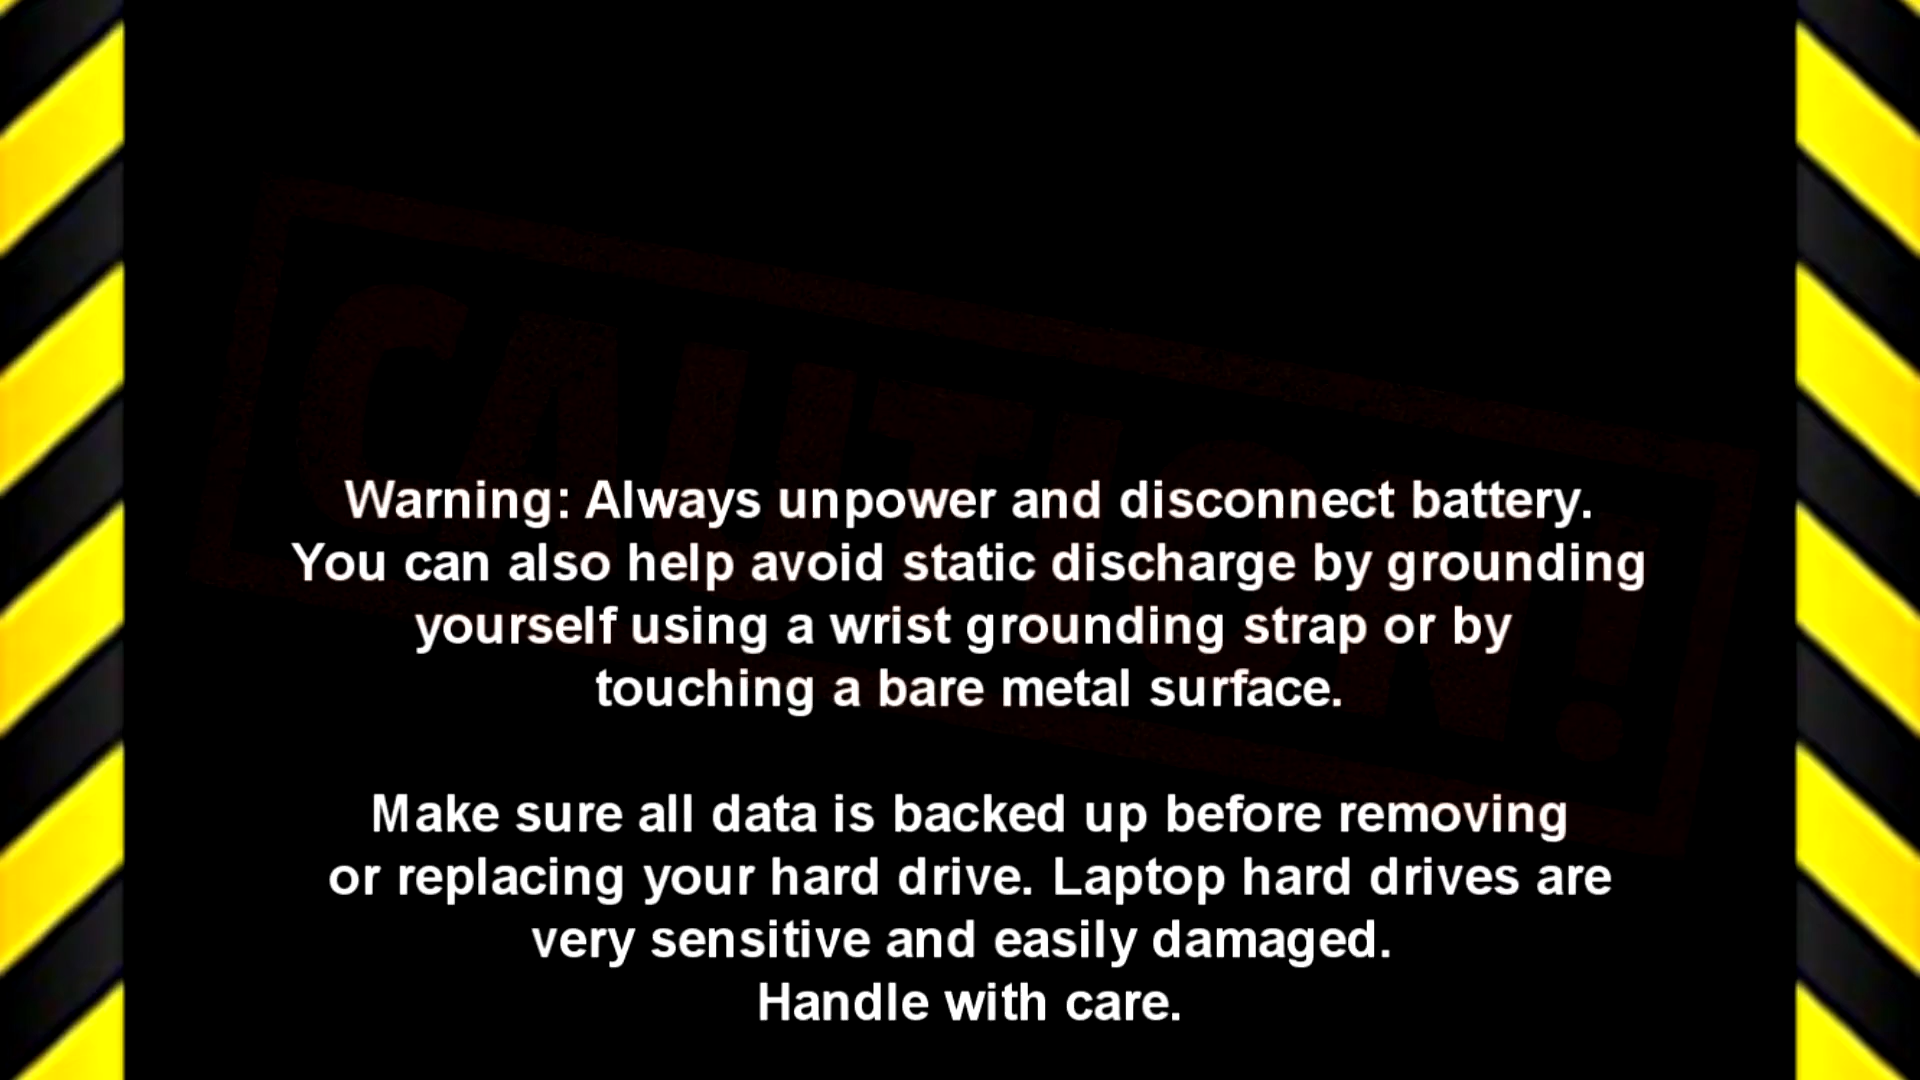 CAUTION!
Warning: Always unpower and disconnect battery.
You can also help avoid static discharge by grounding
yourself using a wrist grounding strap or by
touching a bare metal surface.
Make sure all data is backed up before removing
or replacing your hard drive. Laptop hard drives are
very sensitive and easily damaged.
Handle with care.